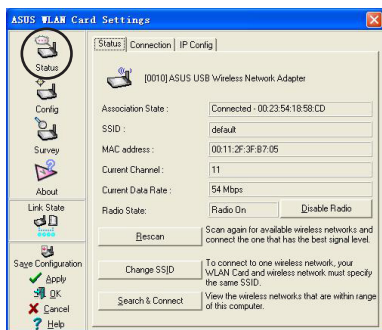 ASUS WLAN Card Settings
Status
Config
Survey
About
Link State
Save Configuration
Apply
OK
Cancel
Help
Status Connection IP Config
[0010] ASUS USB Wireless Network Adapter
Association State : Connected - 00:23:54:18:58:CD
SSID : default
MAC address : 00:11:2F:3F:B7:05
Current Channel : 11
Current Data Rate : 54 Mbps
Radio State: Radio On Disable Radio
Rescan
Scan again for available wireless networks and
connect the one that has the best signal level.
Change SSID
To connect to one wireless network, your
WLAN Card and wireless network must specify
the same SSID.
Search & Connect
View the wireless networks that are within range
of this computer.